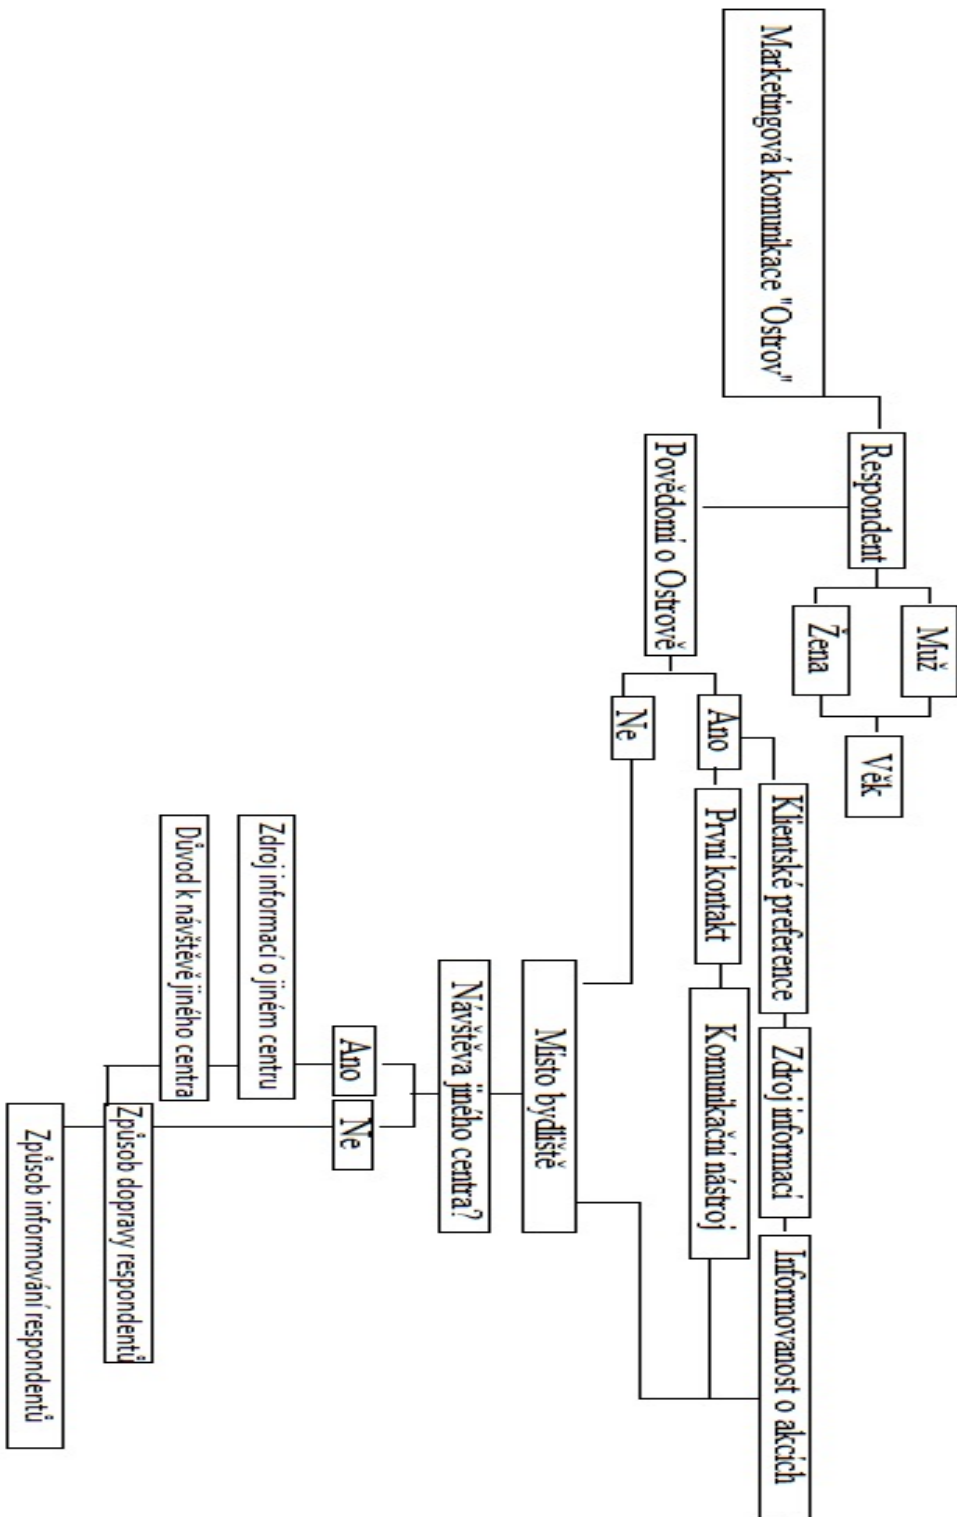 Marketingová komunikace "Ostrov"
Respondent
Muž
Žena
Věk
Povědomí o Ostrově
Ano
Ne
Klientské preference
Zdroj informací
Informovanost o akcích
První kontakt
Komunikační nástroj
Místo bydliště
Návštěva jiného centra?
Ano
Ne
Zdroj informací o jiném centru
Důvod k návštěvě jiného centra
Způsob dopravy respondentů
Způsob informování respondentů